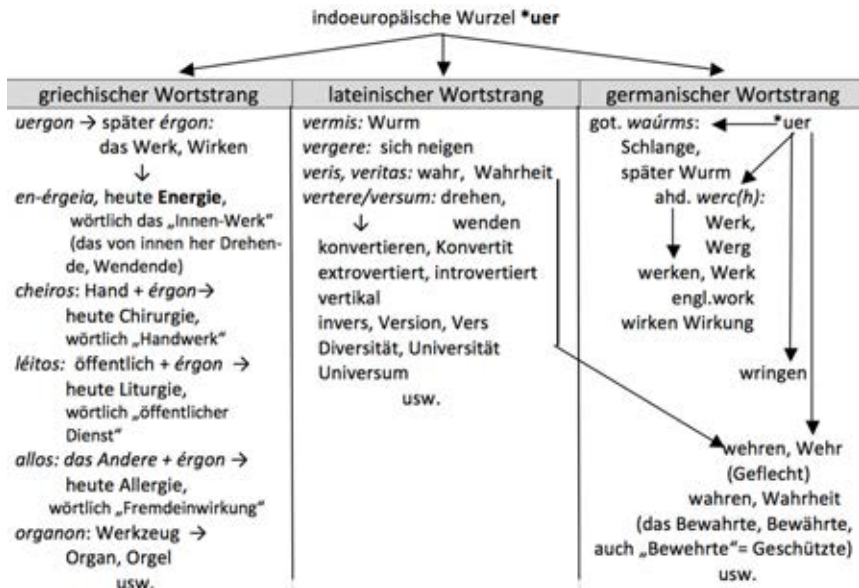 indoeuropäische Wurzel *uer
griechischer Wortstrang
uergon → später érgon:
das Werk, Wirken
↓
en-érgeia, heute Energie,
wörtlich das „Innen-Werk"
(das von innen her Drehen-
de, Wendende)
cheiros: Hand + érgon→
heute Chirurgie,
wörtlich „Handwerk"
léitos: öffentlich + érgon →
heute Liturgie,
wörtlich „öffentlicher
Dienst"
allos: das Andere + érgon →
heute Allergie,
wörtlich „Fremdeinwirkung"
organon: Werkzeug →
Organ, Orgel
usw.
lateinischer Wortstrang
vermis: Wurm
vergere: sich neigen
veris, veritas: wahr, Wahrheit
vertere/versum: drehen,
↓ wenden
konvertieren, Konvertit
extrovertiert, introvertiert
vertikal
invers, Version, Vers
Diversität, Universität
Universum
usw.
germanischer Wortstrang
got. waúrms: *uer
Schlange,
später Wurm
ahd. werc(h):
Werk,
Werg
werken, Werk
engl.work
wirken Wirkung
wringen
wehren, Wehr
(Geflecht)
wahren, Wahrheit
(das Bewahrte, Bewährte,
auch „Bewehrte"= Geschützte)
usw.